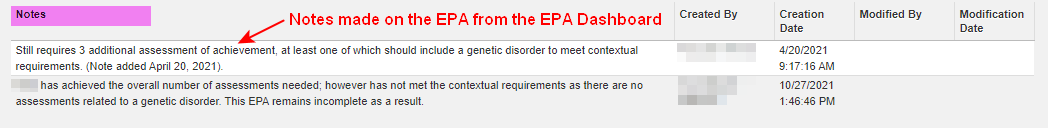 Notes
Notes made on the EPA from the EPA Dashboard
Created By
Creation
Date
Modified By
Modification
Date
Still requires 3 additional assessment of achievement, at least one of which should include a genetic disorder to meet contextual
requirements. (Note added April 20, 2021).
4/20/2021
9:17:16 AM
has achieved the overall number of assessments needed; however has not met the contextual requirements as there are no
assessments related to a genetic disorder. This EPA remains incomplete as a result.
10/27/2021
1:46:46 PM